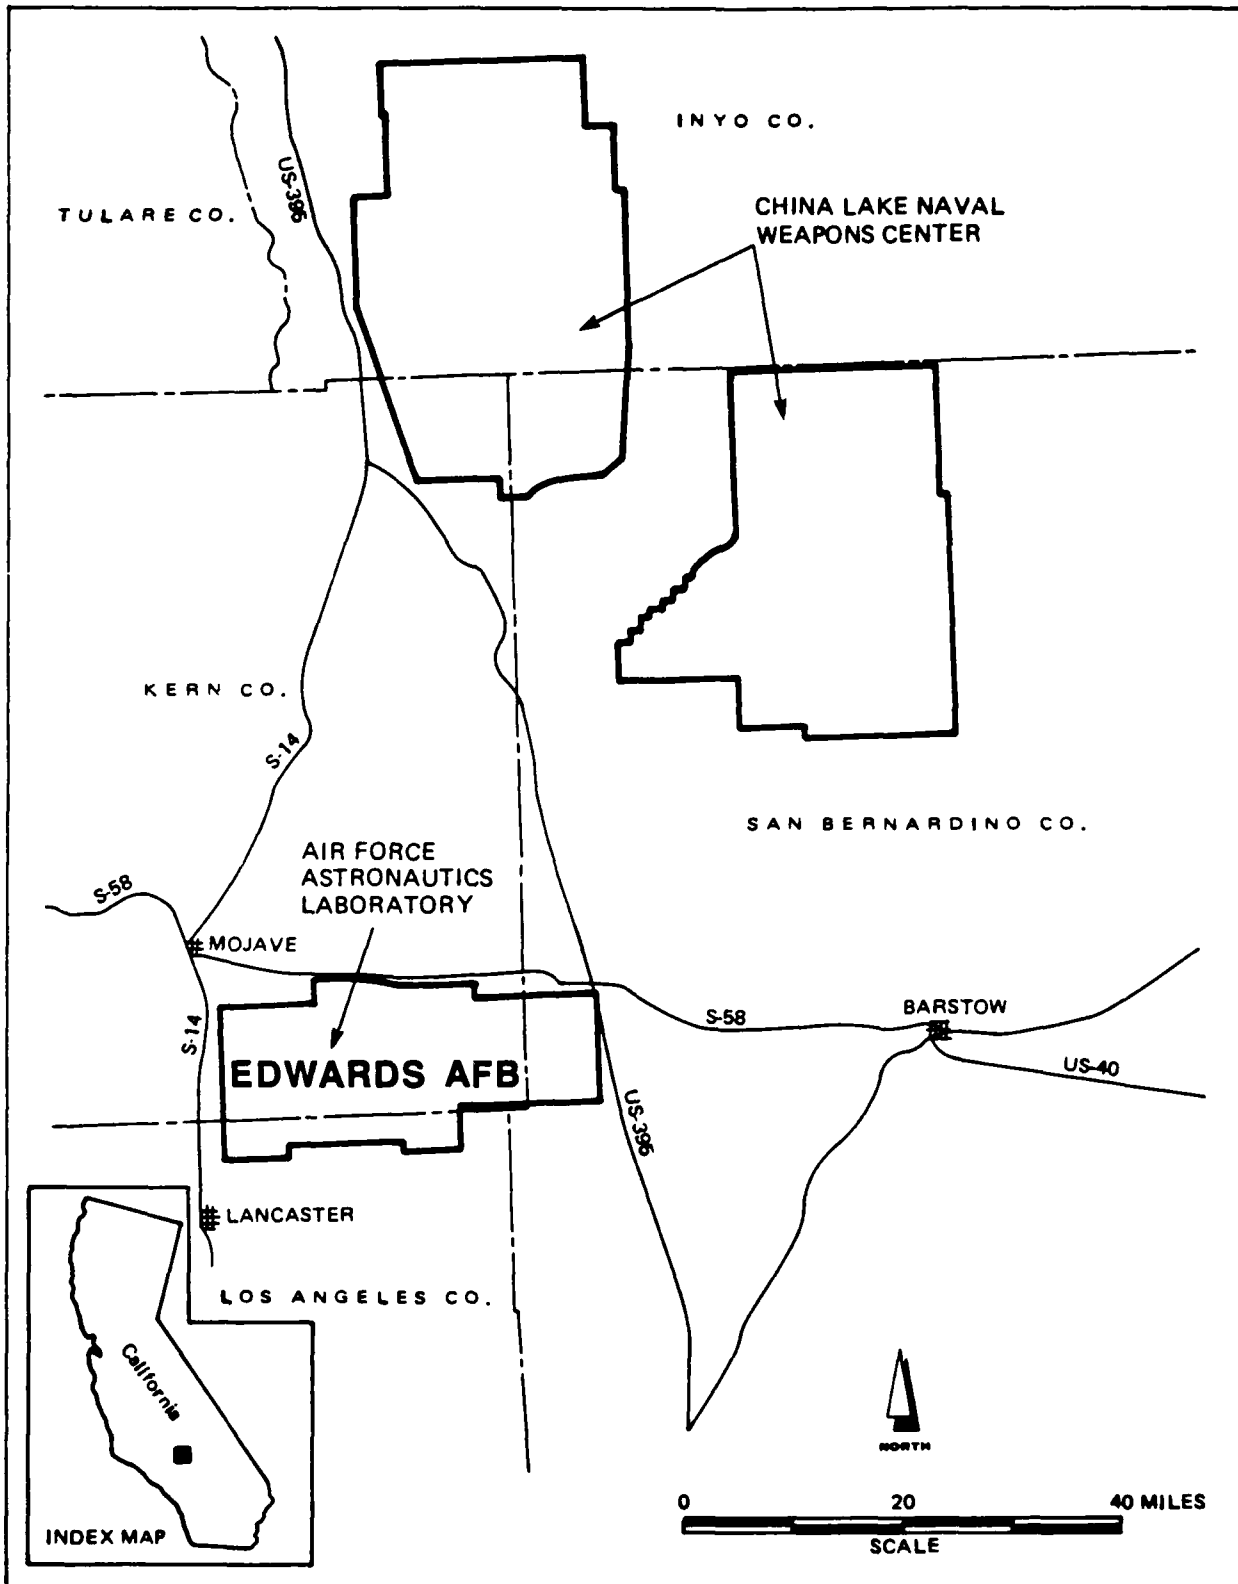 INYO CO.
US-395
TULARE CO.
CHINA LAKE NAVAL
WEAPONS CENTER
KERN CO.
S-14
SAN BERNARDINO CO.
AIR FORCE
ASTRONAUTICS
LABORATORY
S-58
MOJAVE
BARSTOW
S-58
S-14
EDWARDS AFB
US-40
US-395
LANCASTER
LOS ANGELES CO.
California
NORTH
0 20 40 MILES
SCALE
INDEX MAP